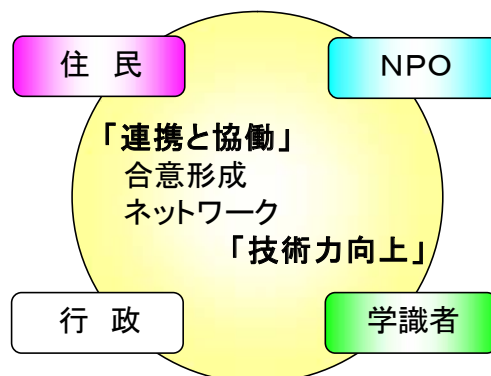 住 民
NPO
「連携と協働」
合意形成
ネットワーク
「技術力向上」
行 政
学識者